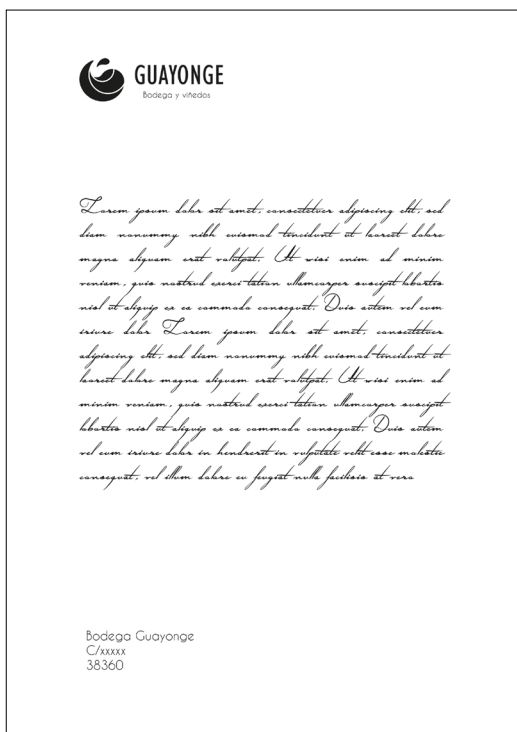 GUAYONGE
Bodega y viñedos
Lorem ipsum dolor sit amet, consectetuer adipiscing elit, sed
diam nonummy nibh euismod tincidunt ut laoreet dolore
magna aliquam erat volutpat. Ut wisi enim ad minim
veniam, quis nostrud exerci tation ullamcorper suscipit lobortis
nisl ut aliquip ex ea commodo consequat. Duis autem vel eum
iriure dolor Lorem ipsum dolor sit amet, consectetuer
adipiscing elit, sed diam nonummy nibh euismod tincidunt ut
laoreet dolore magna aliquam erat volutpat. Ut wisi enim ad
minim veniam, quis nostrud exerci tation ullamcorper suscipit
lobortis nisl ut aliquip ex ea commodo consequat. Duis autem
vel eum iriure dolor in hendrerit in vulputate velit esse molestie
consequat, vel illum dolore eu feugiat nulla facilisis at vero
Bodega Guayonge
C/xxxxx
38360